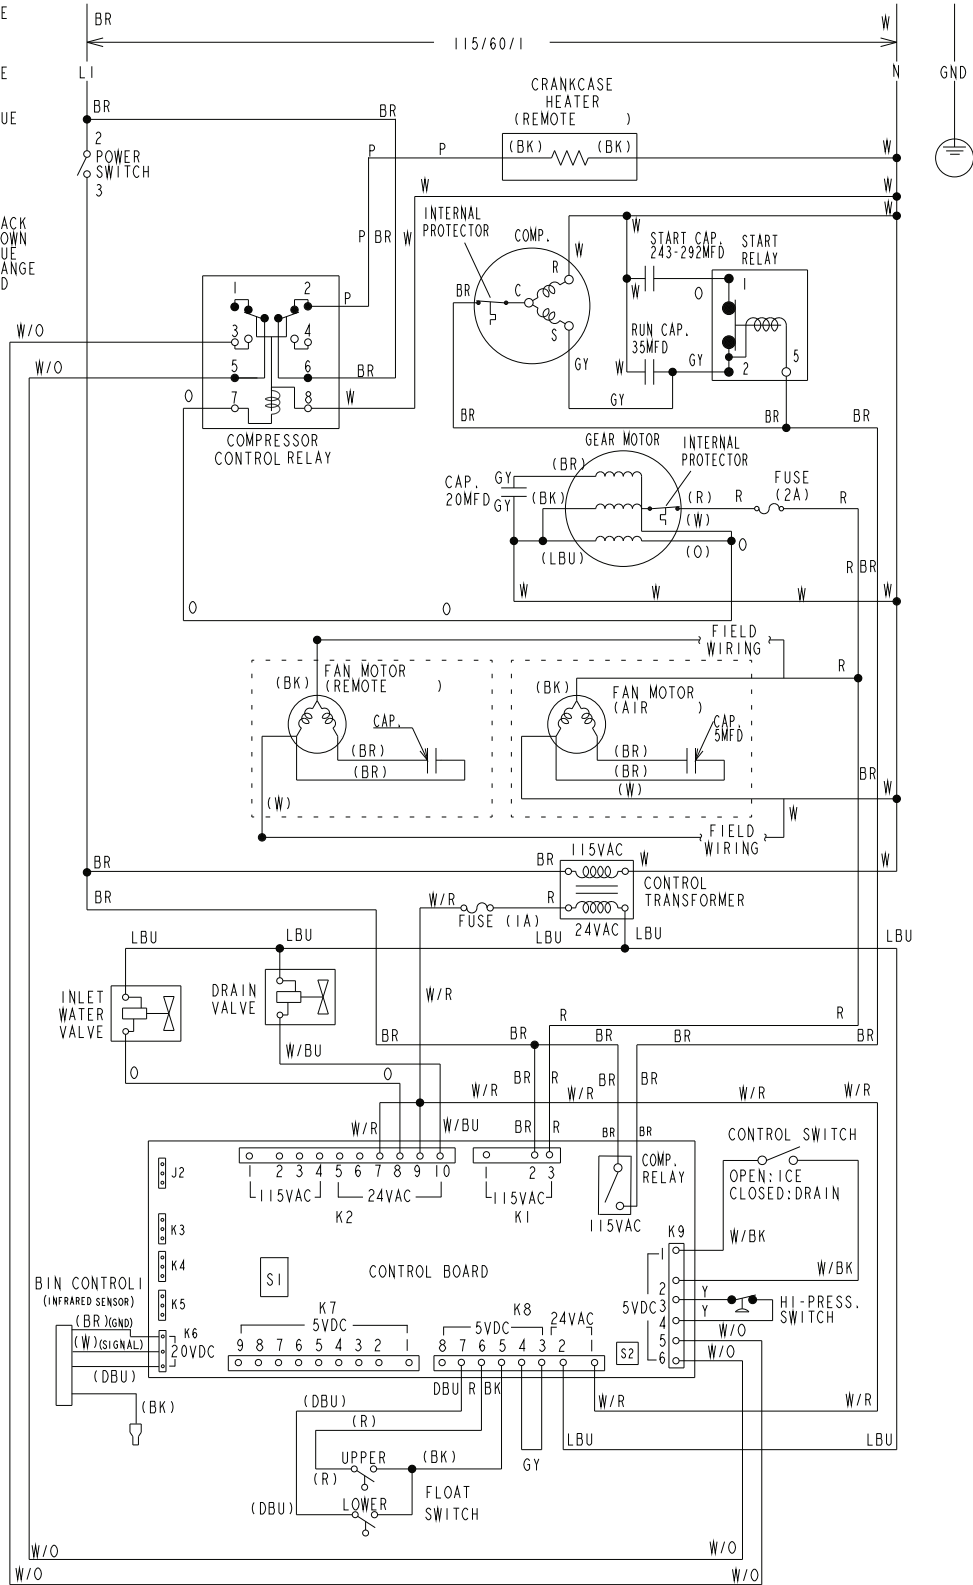 E
BR
W
115/60/1
E
L1
N
GND
UE
BR
BR
CRANKCASE
HEATER
(REMOTE )
2
POWER
SWITCH
3
P
P
(BK)
(BK)
W
W
W
W
ACK
OWN
UE
ANGE
D
INTERNAL
PROTECTOR
COMP.
W
START CAP.
243-292MFD
START
RELAY
P
BR
W
R
W
W
O
1
BR
C
S
1
2
P
3
4
W/O
RUN CAP.
35MFD
W
GY
2
5
GY
W/O
5
6
BR
O
7
8
W
GY
BR
BR
BR
COMPRESSOR
CONTROL RELAY
GEAR MOTOR
INTERNAL
PROTECTOR
CAP.
20MFD
GY
GY
(BR)
(BK)
(R)
(W)
R
FUSE
(2A)
R
(LBU)
(O)
O
R
BR
W
W
W
W
O
O
FIELD
WIRING
(BK)
FAN MOTOR
(REMOTE )
(BK)
FAN MOTOR
(AIR )
R
CAP.
CAP.
5MFD
(BR)
(BR)
(BR)
(BR)
(W)
BR
W
(W)
W
FIELD
WIRING
BR
BR
115VAC
W
W
CONTROL
TRANSFORMER
BR
W/R
R
FUSE (1A)
24VAC
LBU
LBU
LBU
LBU
LBU
INLET
WATER
VALVE
DRAIN
VALVE
W/R
W/BU
R
R
BR
BR
BR
BR
BR
O
O
BR
R
BR
BR
W/R
W/R
W/R
W/R
W/R
W/BU
BR
R
BR
BR
CONTROL SWITCH
J2
1 2 3 4 5 6 7 8 9 10
115VAC
24VAC
K2
1 2 3
115VAC
K1
COMP.
RELAY
115VAC
OPEN:ICE
CLOSED:DRAIN
K3
K4
K5
S1
CONTROL BOARD
K9
W/BK
W/BK
1
2
5VDC
3
4
5
6
Y
Y
HI-PRESS.
SWITCH
W/O
W/O
BIN CONTROL
(INFRARED SENSOR)
(BR)(GND)
(W)(SIGNAL)
(DBU)
K6
20VDC
(BK)
K7
5VDC
9 8 7 6 5 4 3 2 1
K8
5VDC
24VAC
8 7 6 5 4 3 2 1
S2
DBU
R
BK
(DBU)
(R)
W/R
W/R
UPPER
(BK)
(R)
GY
LBU
LBU
(DBU)
LOWER
FLOAT
SWITCH
W/O
W/O
W/O
W/O